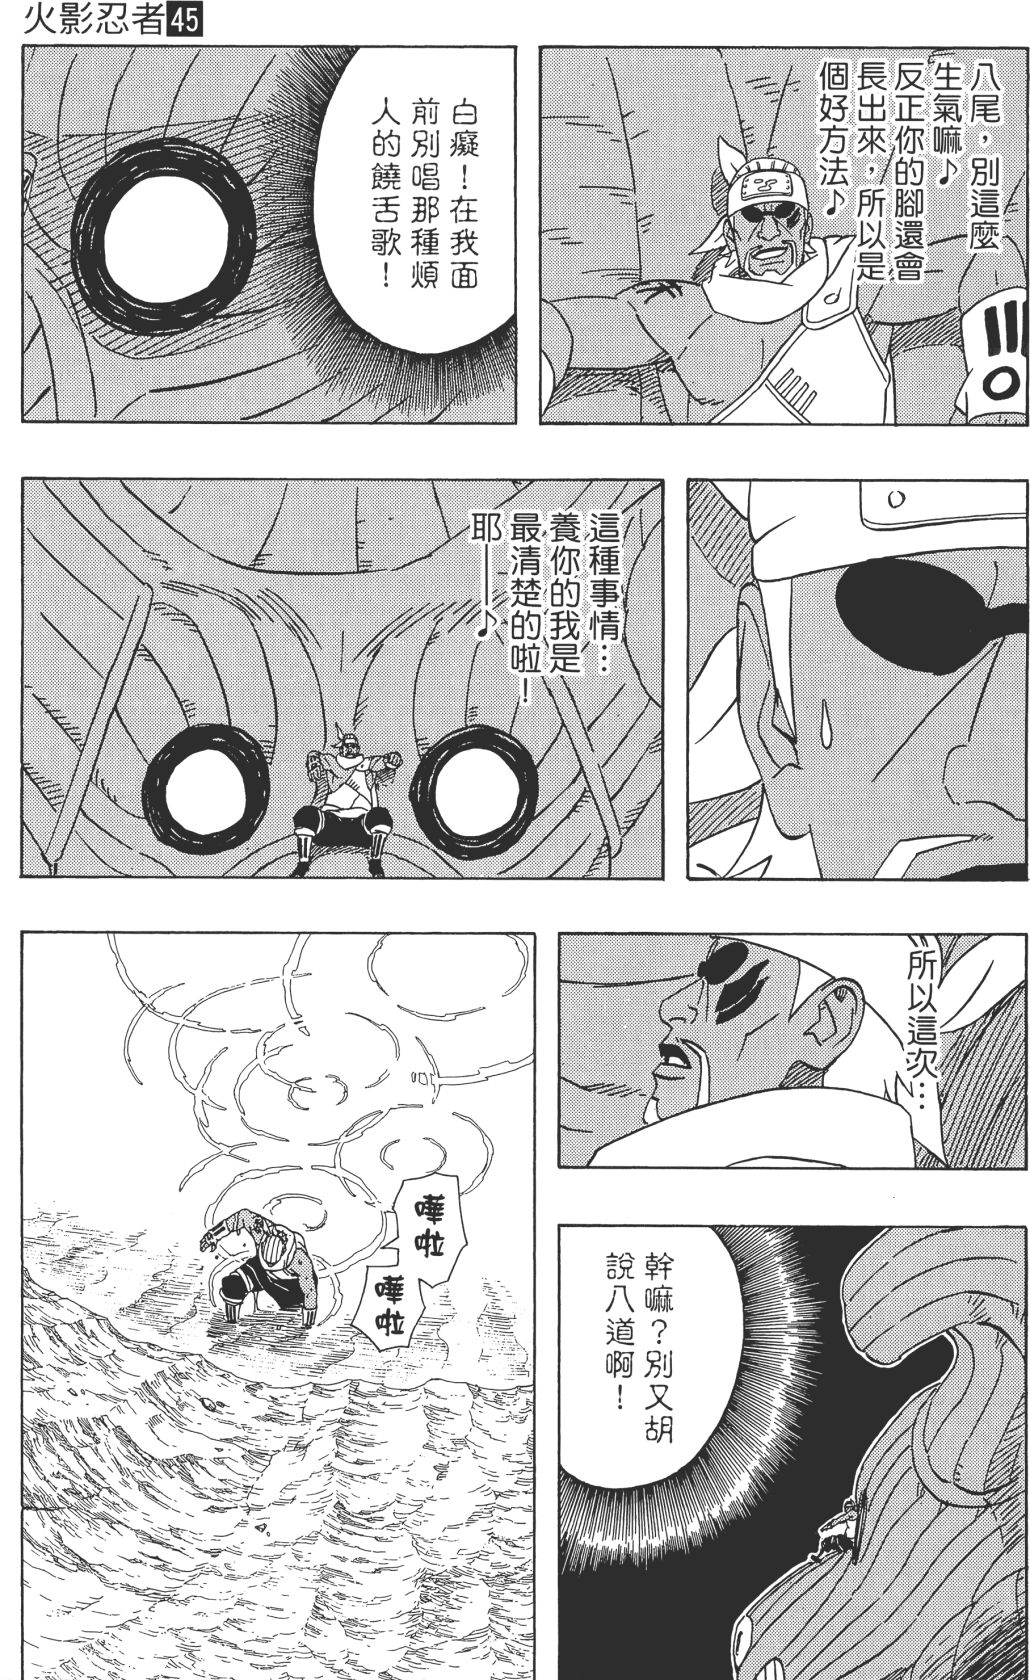 火影忍者45
八尾，別這麼
生氣嘛♪
反正你的腳還會
長出來，所以是
個好方法♪
白癡！在我面
前別唱那種煩
人的饒舌歌！
這種事情…
養你的我是
最清楚的啦！
耶——♪
所以這次…
幹嘛？別又胡
說八道啊！
嘩啦
嘩啦